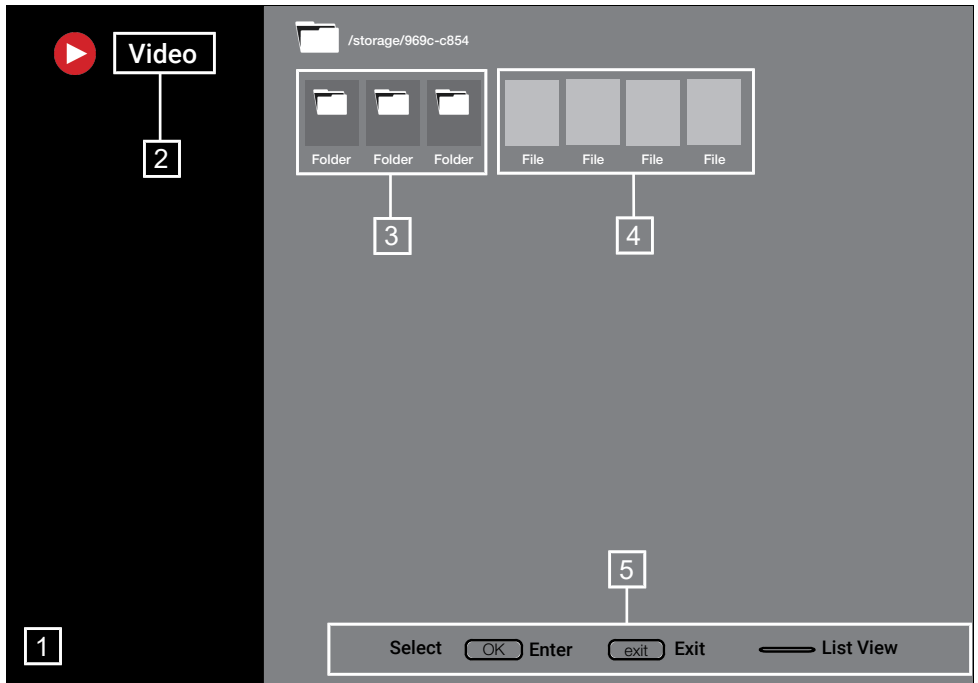 Video
2
/storage/969c-c854
Folder Folder Folder File File File File
3 4
5
1
Select OK Enter exit Exit List View